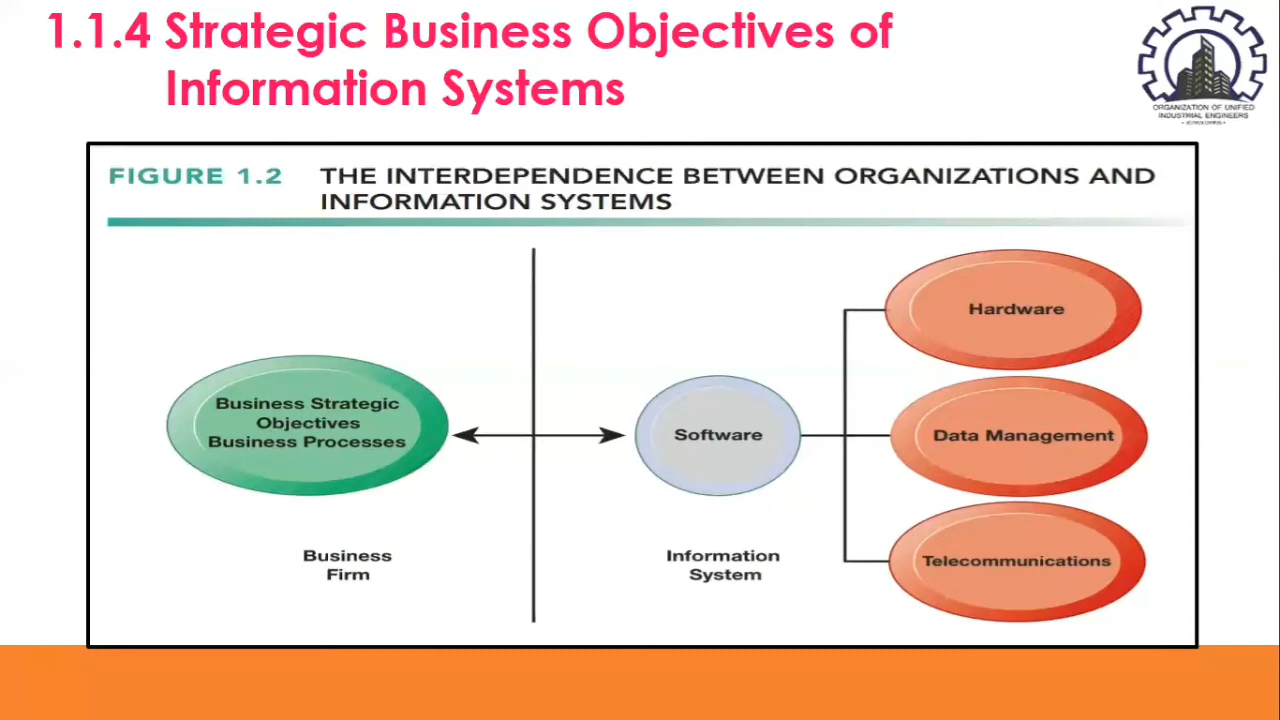 1.1.4 Strategic Business Objectives of
Information Systems
ORGANIZATION OF UNIFIED
INDUSTRIAL ENGINEERS
FIGURE 1.2 THE INTERDEPENDENCE BETWEEN ORGANIZATIONS AND
INFORMATION SYSTEMS
Hardware
Business Strategic
Objectives
Business Processes
Software
Data Management
Business
Firm
Information
System
Telecommunications